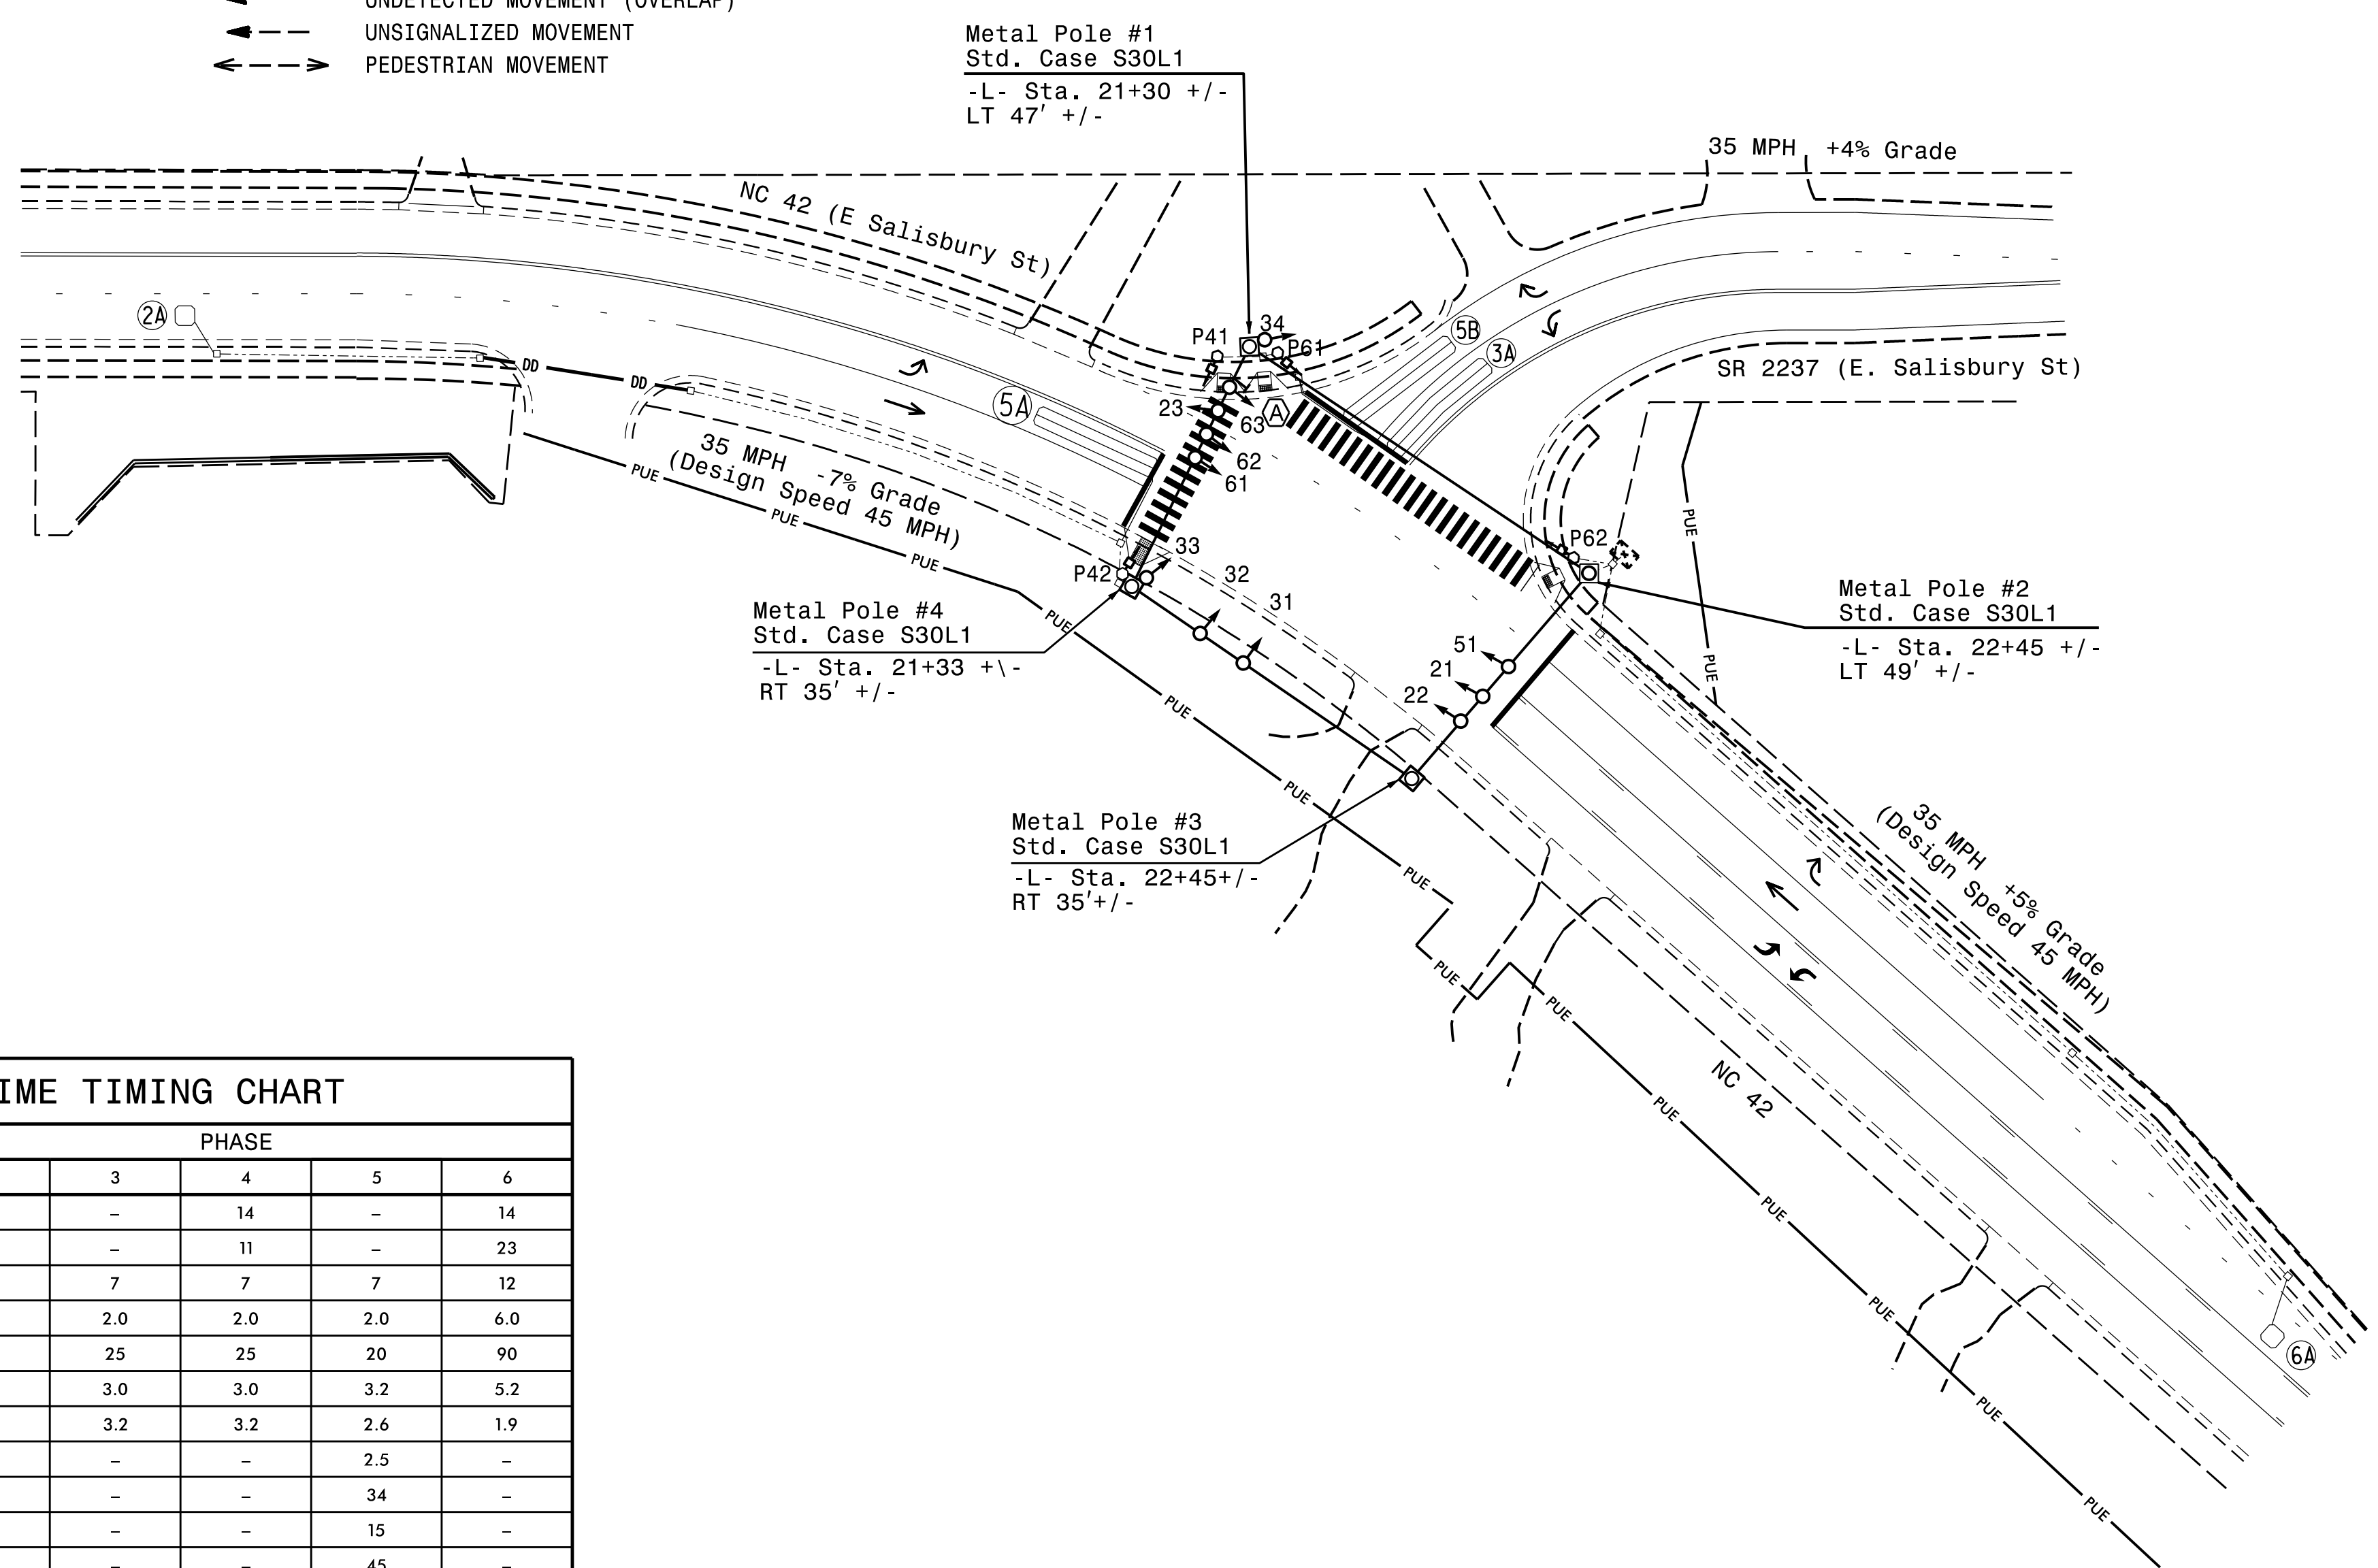 UNDETECTED MOVEMENT (OVERLAP)
UNSIGNALIZED MOVEMENT
PEDESTRIAN MOVEMENT
Metal Pole #1
Std. Case S30L1
-L- Sta. 21+30 +/-
LT 47' +/-
35 MPH +4% Grade
NC 42 (E Salisbury St)
2A
DD
DD
5A
P41
34
P61
5B
3A
SR 2237 (E. Salisbury St)
23
A
63
62
61
35 MPH -7% Grade
(Design Speed 45 MPH)
PUE
PUE
PUE
PUE
PUE
PUE
P42
33
32
31
P62
Metal Pole #2
Std. Case S30L1
-L- Sta. 22+45 +/-
LT 49' +/-
Metal Pole #4
Std. Case S30L1
-L- Sta. 21+33 +\-
RT 35' +/-
51
21
22
PUE
PUE
PUE
Metal Pole #3
Std. Case S30L1
-L- Sta. 22+45+/-
RT 35'+/-
35 MPH +5% Grade
(Design Speed 45 MPH)
PUE
PUE
NC 42
PUE
PUE
PUE
PUE
PUE
6A
IME TIMING CHART
PHASE
3 4 5 6
– 14 – 14
– 11 – 23
7 7 7 12
2.0 2.0 2.0 6.0
25 25 20 90
3.0 3.0 3.2 5.2
3.2 3.2 2.6 1.9
– – 2.5 –
– – 34 –
– – 15 –
– – 45 –